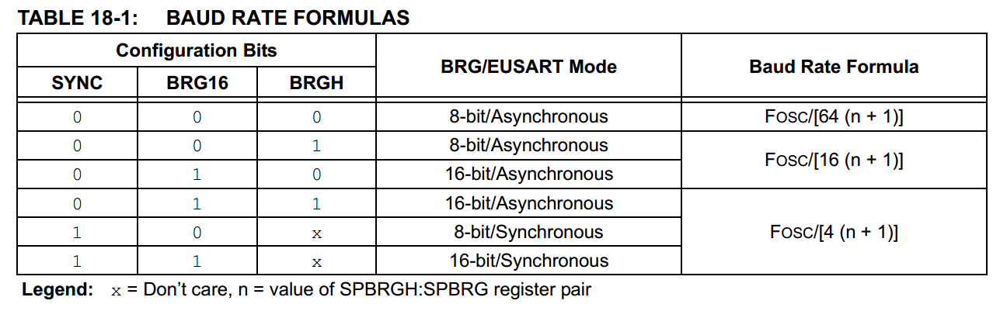 TABLE 18-1: BAUD RATE FORMULAS
Configuration Bits BRG/EUSART Mode Baud Rate Formula
SYNC BRG16 BRGH
0 0 0 8-bit/Asynchronous FOSC/[64 (n + 1)]
0 0 1 8-bit/Asynchronous FOSC/[16 (n + 1)]
0 1 0 16-bit/Asynchronous
0 1 1 16-bit/Asynchronous FOSC/[4 (n + 1)]
1 0 x 8-bit/Synchronous
1 1 x 16-bit/Synchronous
Legend: x = Don't care, n = value of SPBRGH:SPBRG register pair